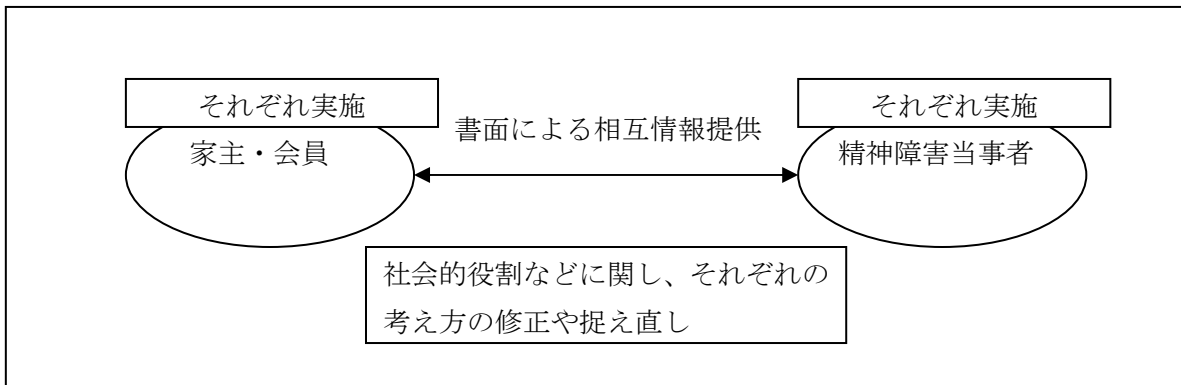 それぞれ実施
それぞれ実施
書面による相互情報提供
家主・会員
精神障害当事者
社会的役割などに関し、それぞれの
考え方の修正や捉え直し